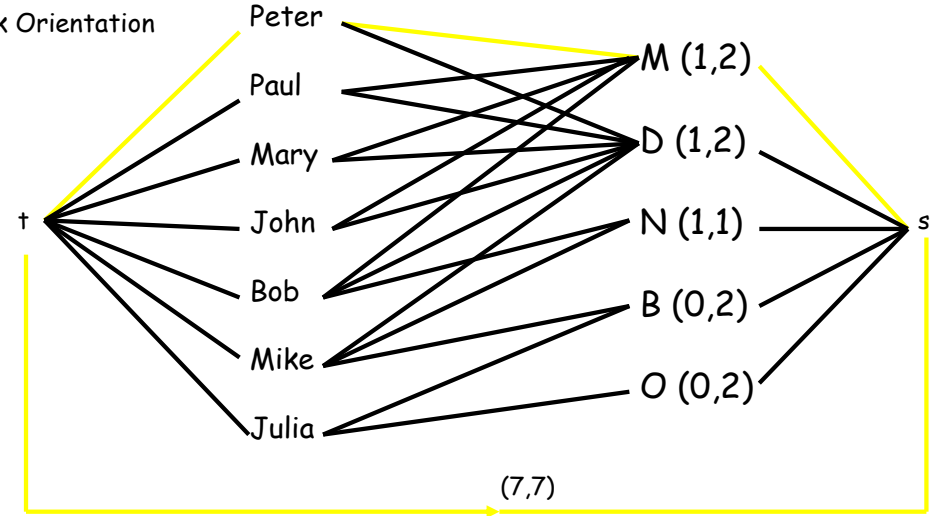 x Orientation
Peter
Paul
Mary
John
Bob
Mike
Julia
t
M (1,2)
D (1,2)
N (1,1)
B (0,2)
O (0,2)
s
(7,7)